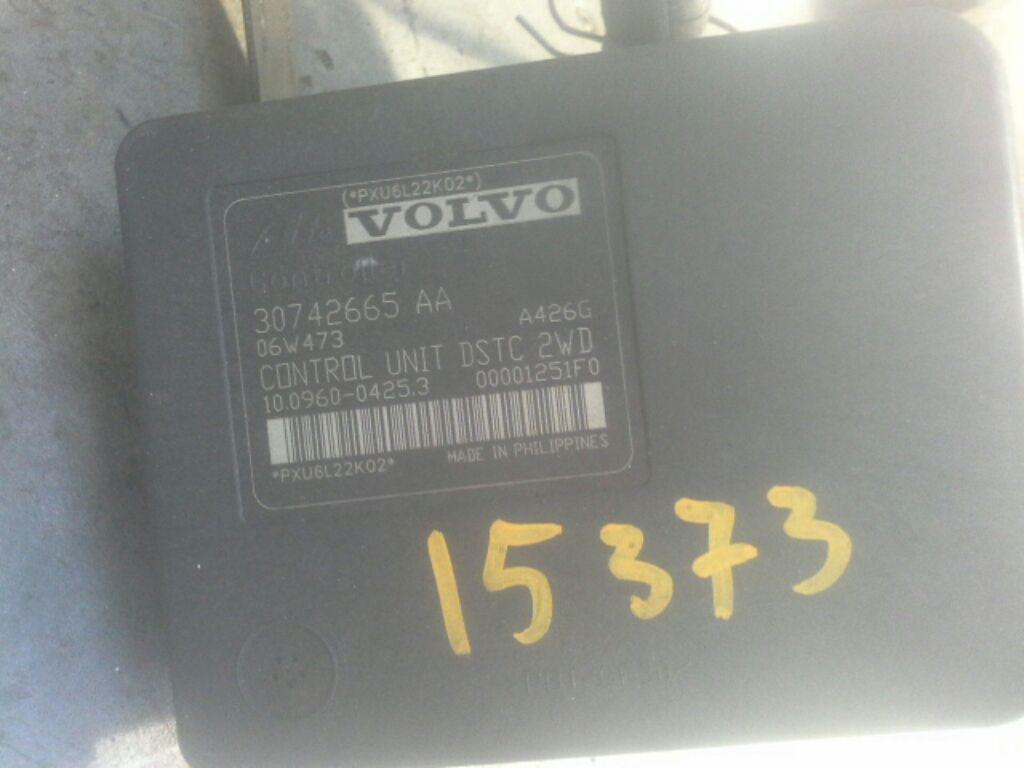 (*PXU6L22K02*)
VOLVO
Controller
30742665 AA
06W473 A426G
CONTROL UNIT DSTC 2WD
10.0960-0425.3 00001251F0
*PXU6L22K02* MADE IN PHILIPPINES
15373